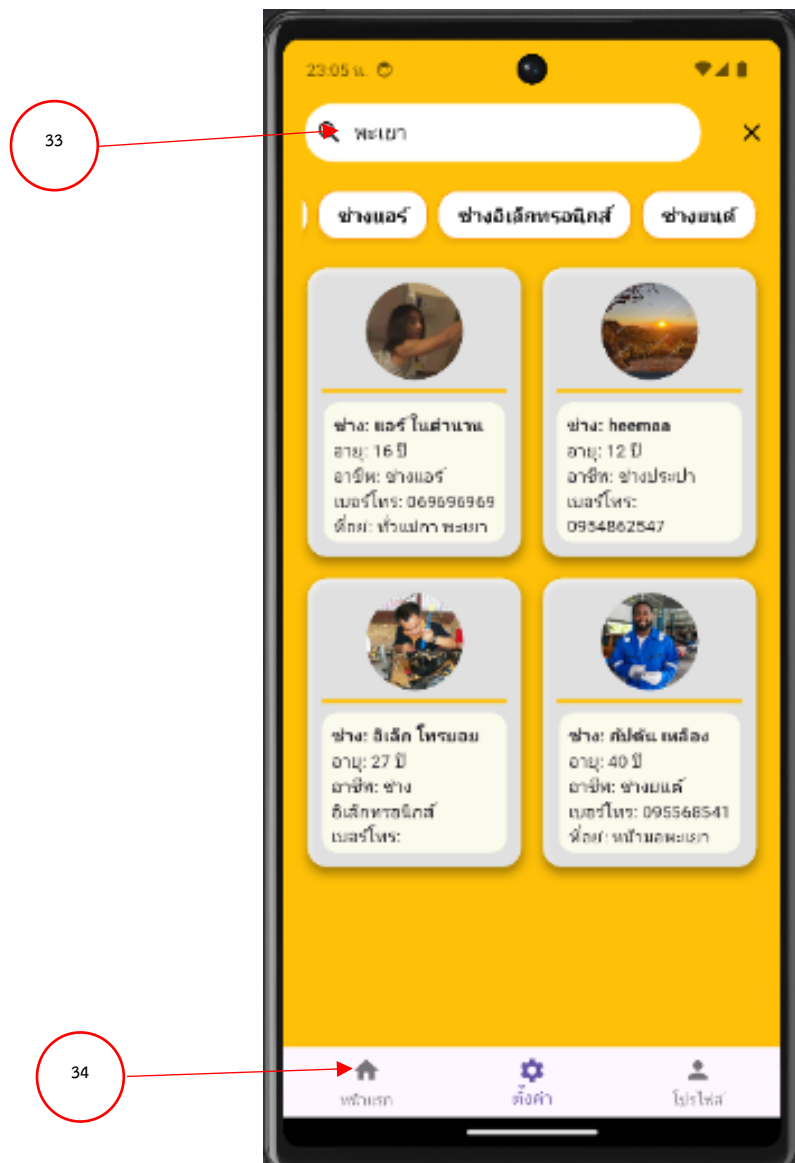 23:05 น.
33
พะเยา
ช่างแอร์ ช่างอิเล็กทรอนิกส์ ช่างยนต์
ช่าง: แอร์ ในตำนาน
อายุ: 16 ปี
อาชีพ: ช่างแอร์
เบอร์โทร: 069696969
ที่อยู่: พะเยา
ช่าง: heemaa
อายุ: 12 ปี
อาชีพ: ช่างประปา
เบอร์โทร:
0954862547
ช่าง: อิเล็ก โทรนอม
อายุ: 27 ปี
อาชีพ: ช่าง
อิเล็กทรอนิกส์
เบอร์โทร:
ช่าง: กัปตัน เหลือง
อายุ: 40 ปี
อาชีพ: ช่างยนต์
เบอร์โทร: 095568541
ที่อยู่: หน้ามอพะเยา
34
หน้าแรก ตั้งค่า โปรไฟล์